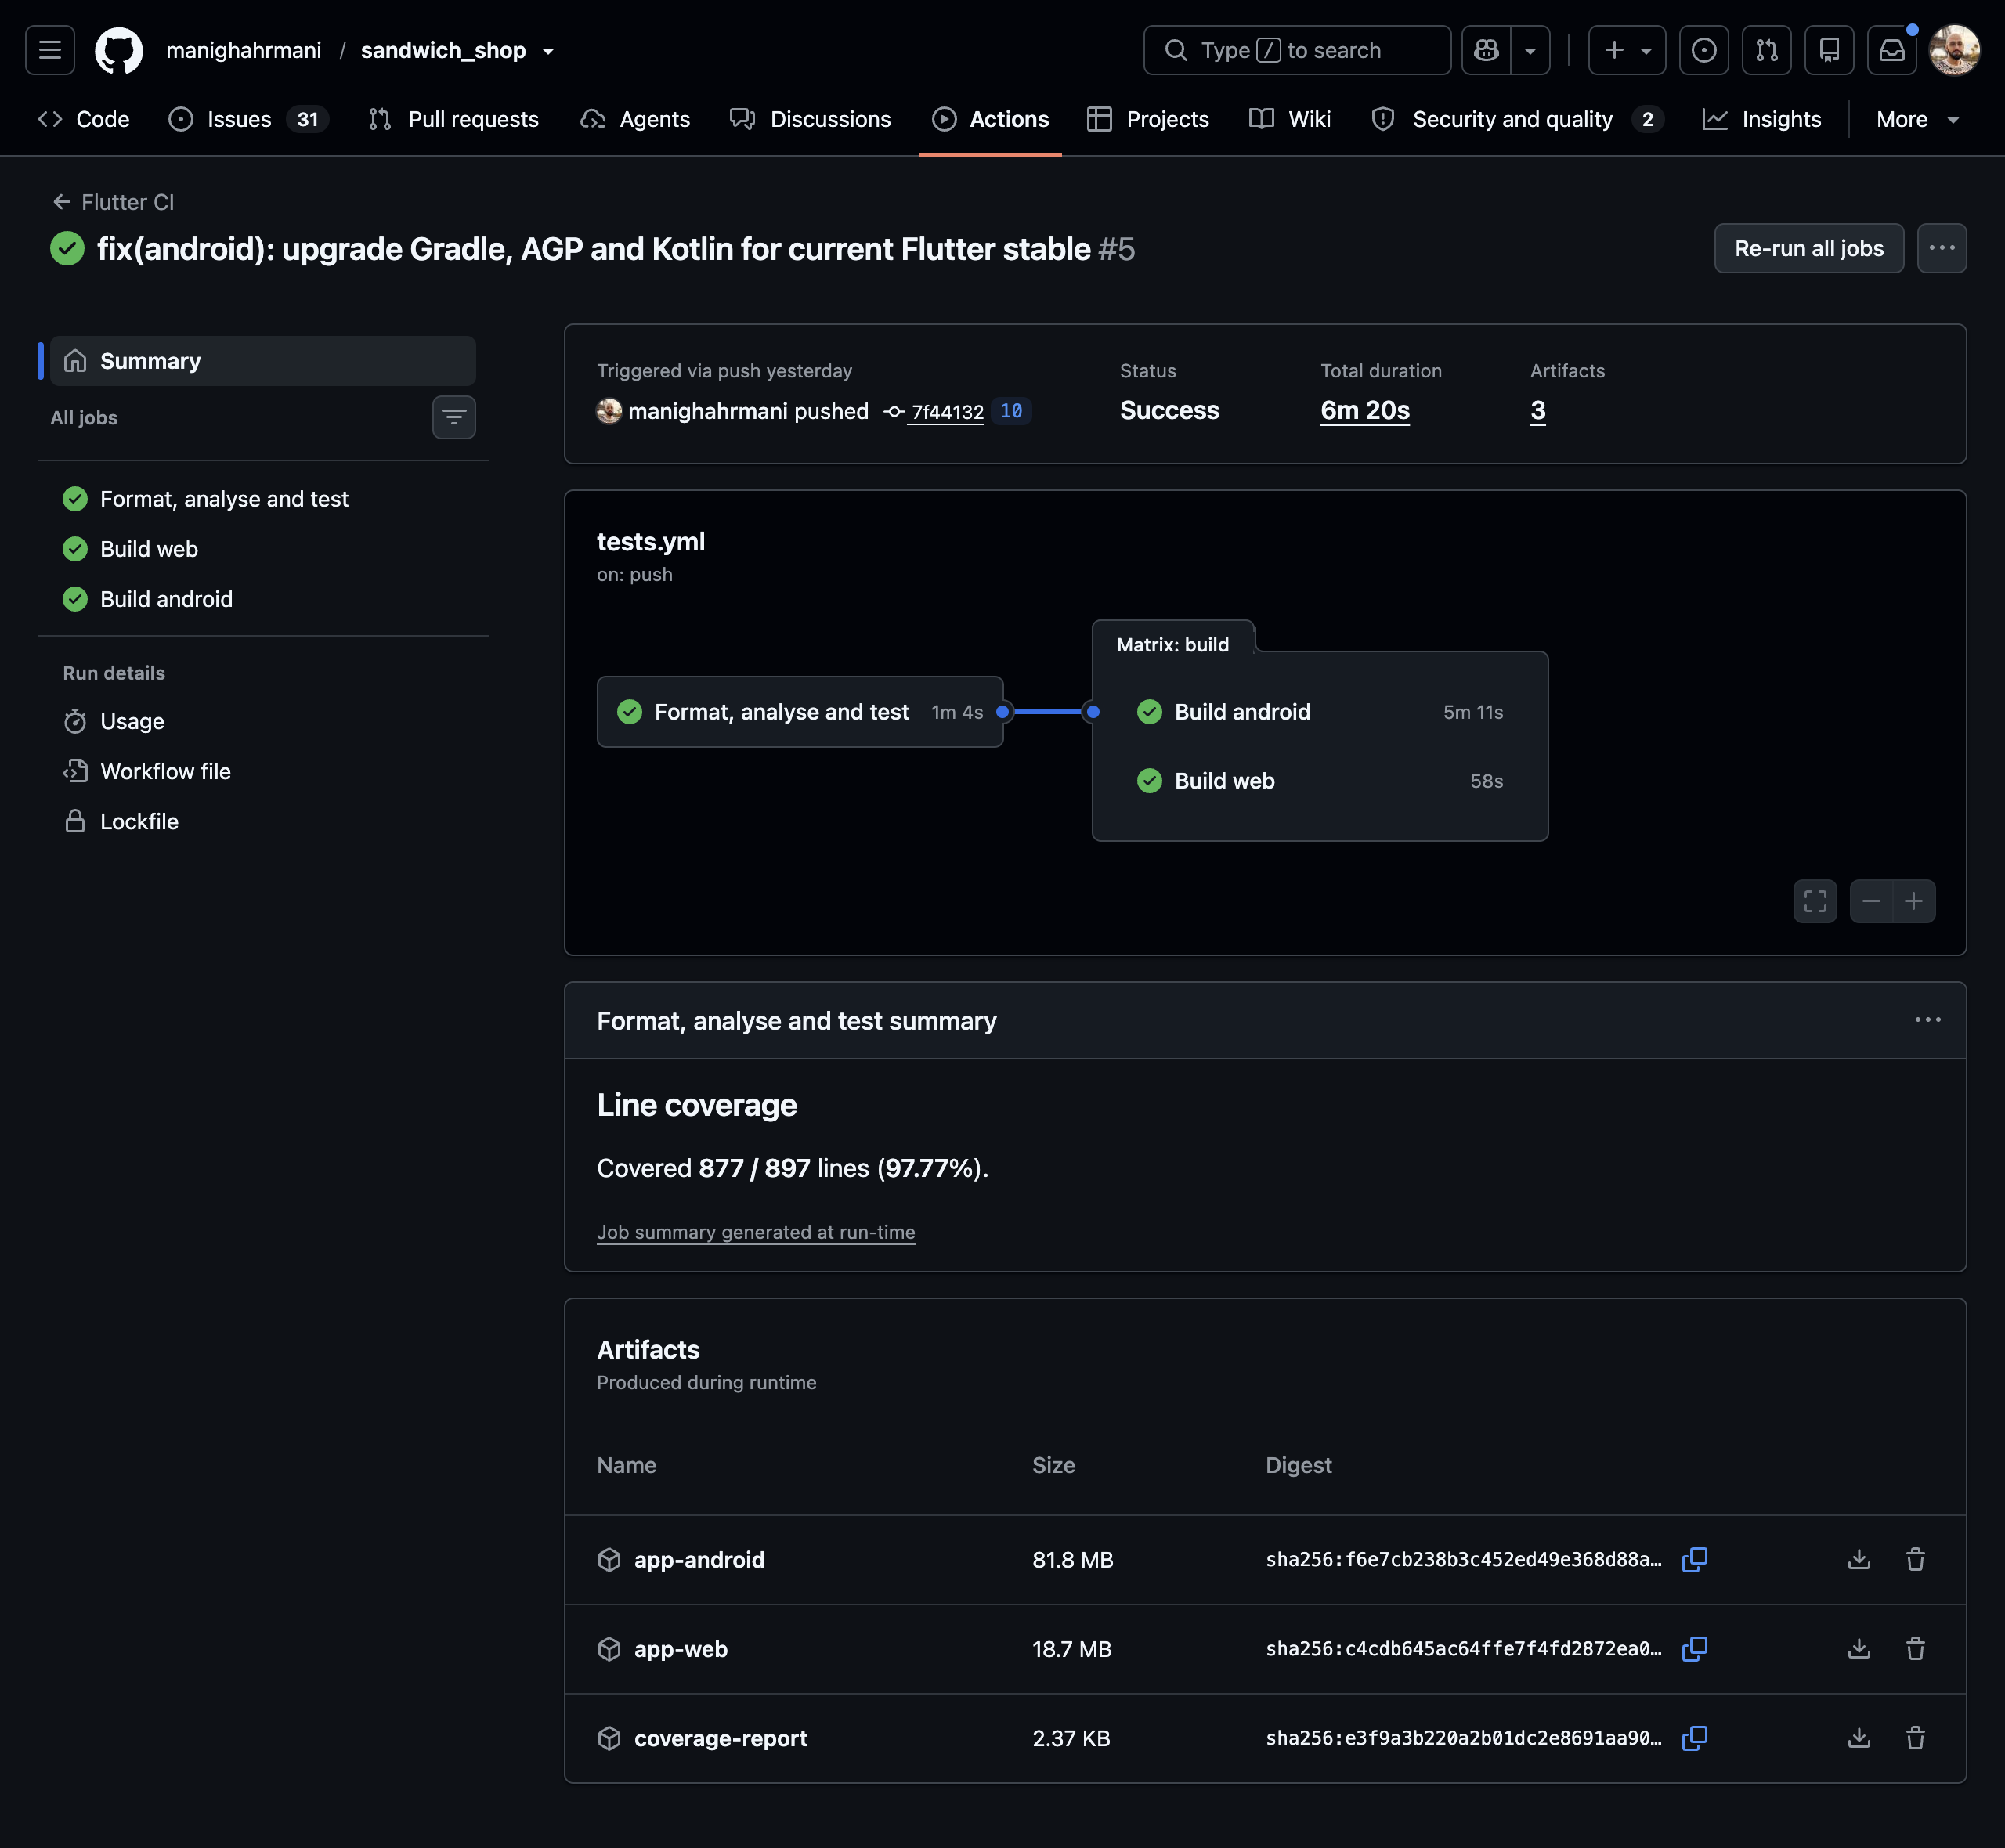 manighahrmani / sandwich_shop
Type / to search
Code
Issues 31
Pull requests
Agents
Discussions
Actions
Projects
Wiki
Security and quality 2
Insights
More
Flutter CI
fix(android): upgrade Gradle, AGP and Kotlin for current Flutter stable #5
Re-run all jobs
Summary
All jobs
Format, analyse and test
Build web
Build android
Run details
Usage
Workflow file
Lockfile
Triggered via push yesterday
manighahrmani pushed 7f44132 10
Status
Success
Total duration
6m 20s
Artifacts
3
tests.yml
on: push
Format, analyse and test 1m 4s
Matrix: build
Build android 5m 11s
Build web 58s
Format, analyse and test summary
Line coverage
Covered 877 / 897 lines (97.77%).
Job summary generated at run-time
Artifacts
Produced during runtime
Name Size Digest
app-android 81.8 MB sha256:f6e7cb238b3c452ed49e368d88a…
app-web 18.7 MB sha256:c4cdb645ac64ffe7f4fd2872ea0…
coverage-report 2.37 KB sha256:e3f9a3b220a2b01dc2e8691aa90…